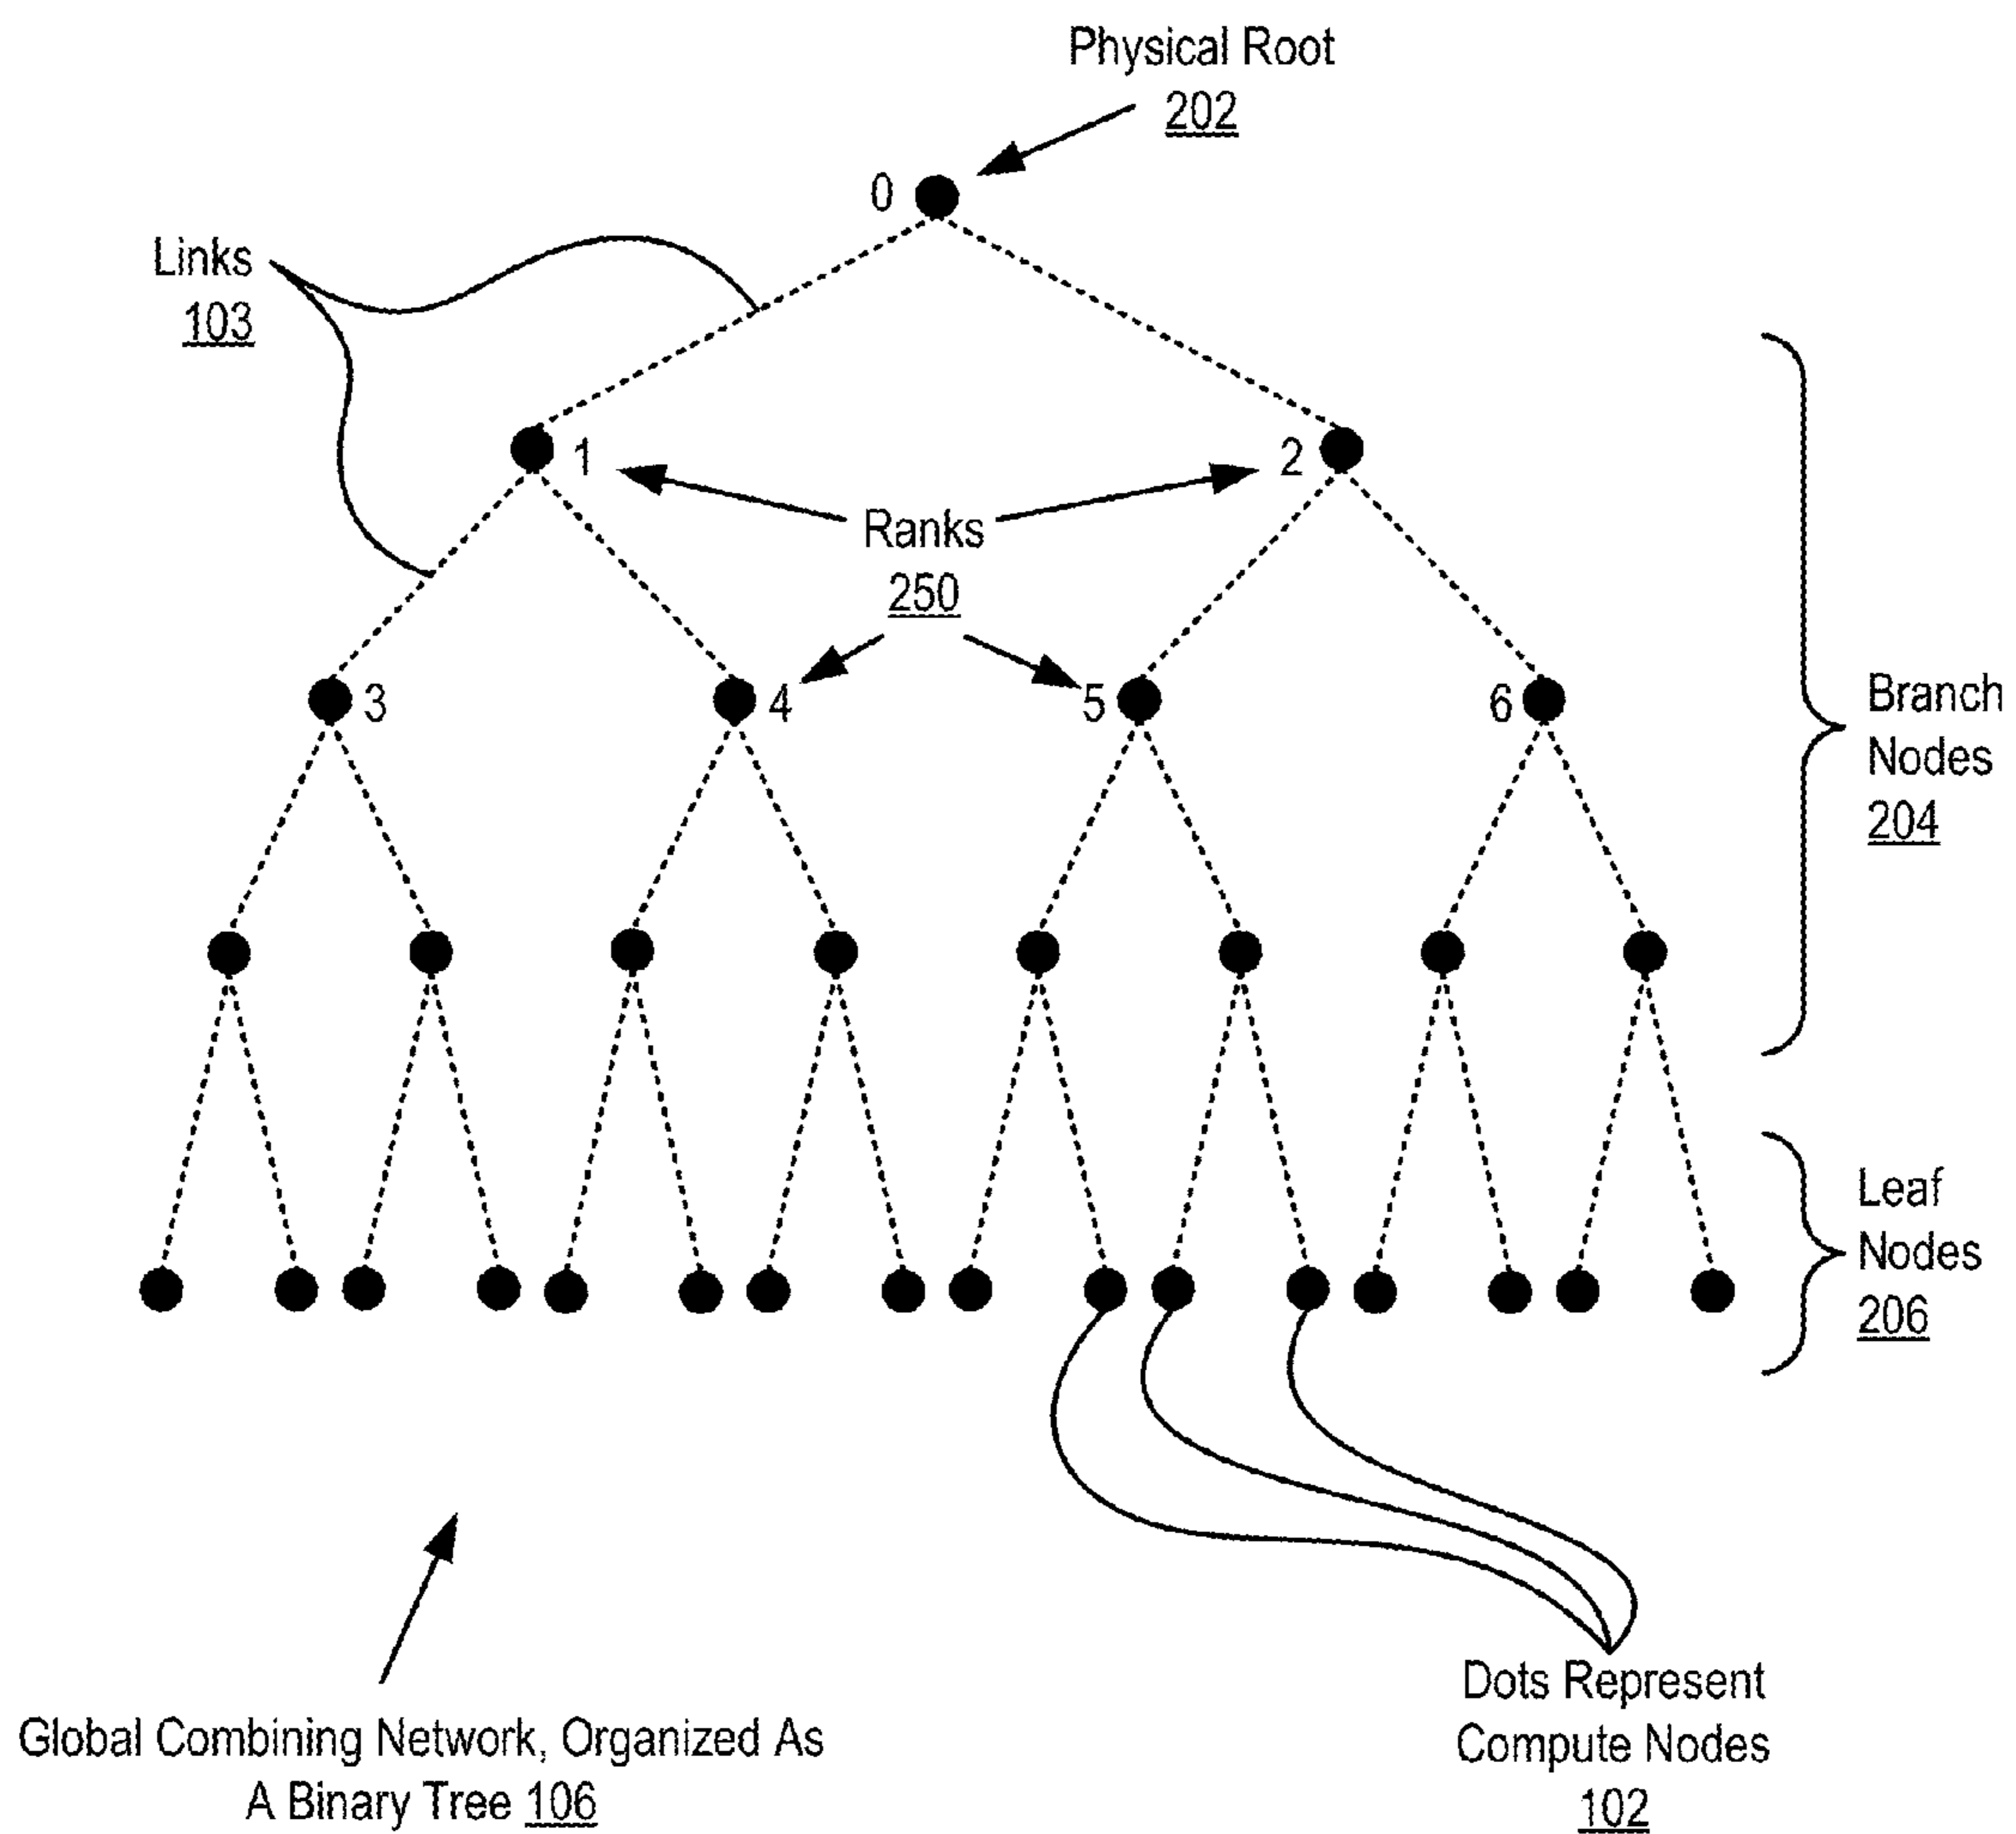 Physical Root
202
0
Links
103
1
2
Ranks
250
3
4
5
6
Branch
Nodes
204
Leaf
Nodes
206
Global Combining Network, Organized As
A Binary Tree 106
Dots Represent
Compute Nodes
102